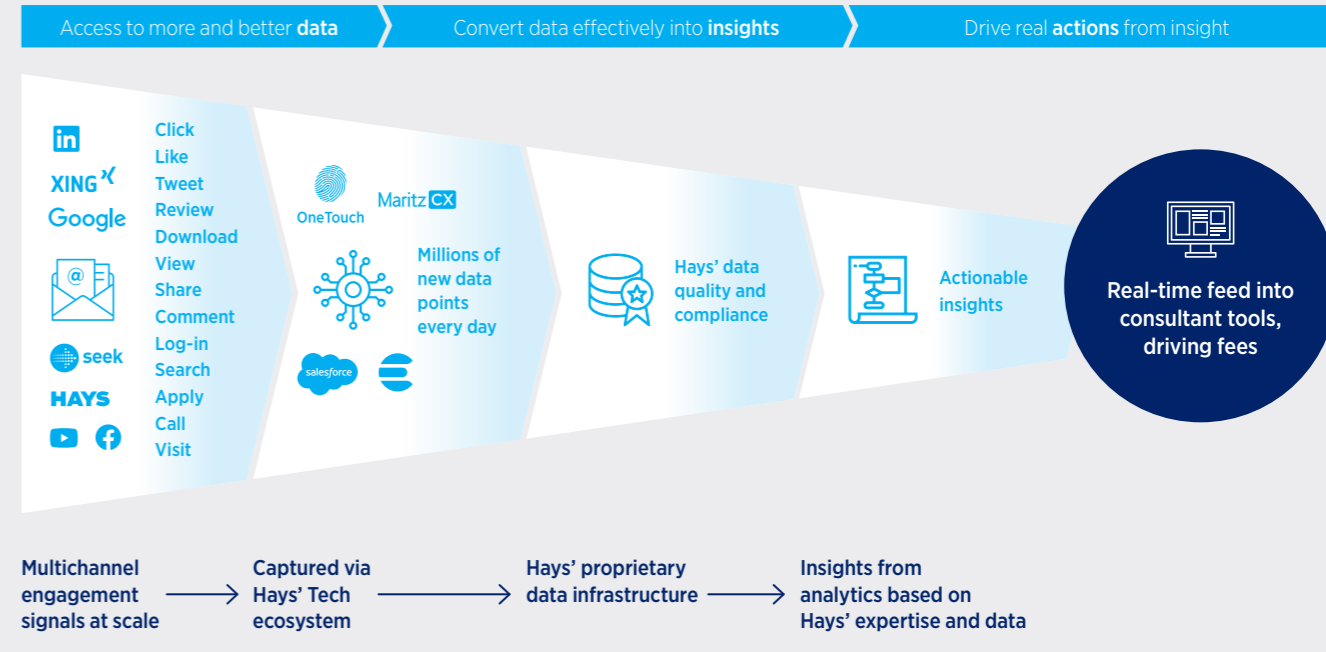 Access to more and better data
Convert data effectively into insights
Drive real actions from insight
in
XING
Google
@
seek
HAYS
Click
Like
Tweet
Review
Download
View
Share
Comment
Log-in
Search
Apply
Call
Visit
OneTouch
Maritz CX
Millions of
new data
points
every day
salesforce
Hays’ data
quality and
compliance
Actionable
insights
Real-time feed into
consultant tools,
driving fees
Multichannel
engagement
signals at scale
Captured via
Hays’ Tech
ecosystem
Hays’ proprietary
data infrastructure
Insights from
analytics based on
Hays’ expertise and data